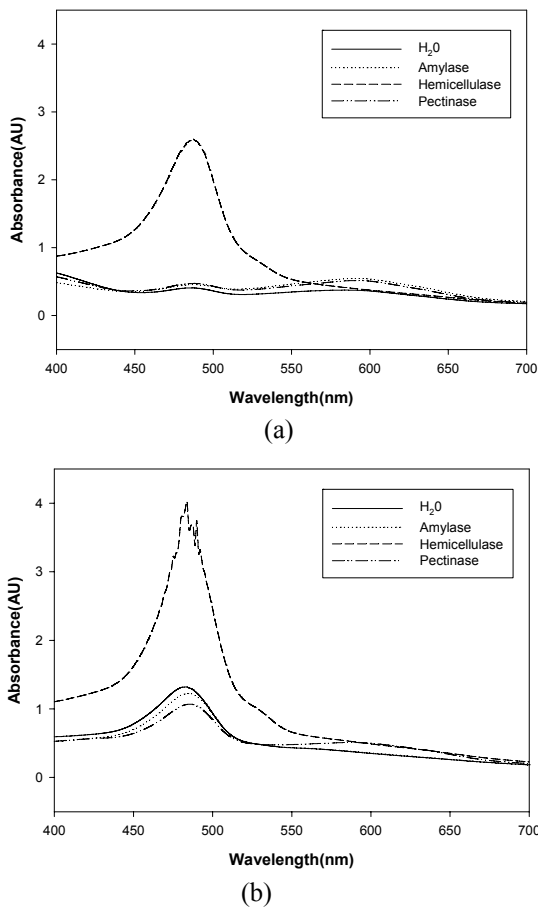 4
3
2
1
0
Absorbance(AU)
H₂0
Amylase
Hemicellulase
Pectinase
400 450 500 550 600 650 700
Wavelength(nm)
(a)
4
3
2
1
0
Absorbance(AU)
H₂0
Amylase
Hemicellulase
Pectinase
400 450 500 550 600 650 700
Wavelength(nm)
(b)